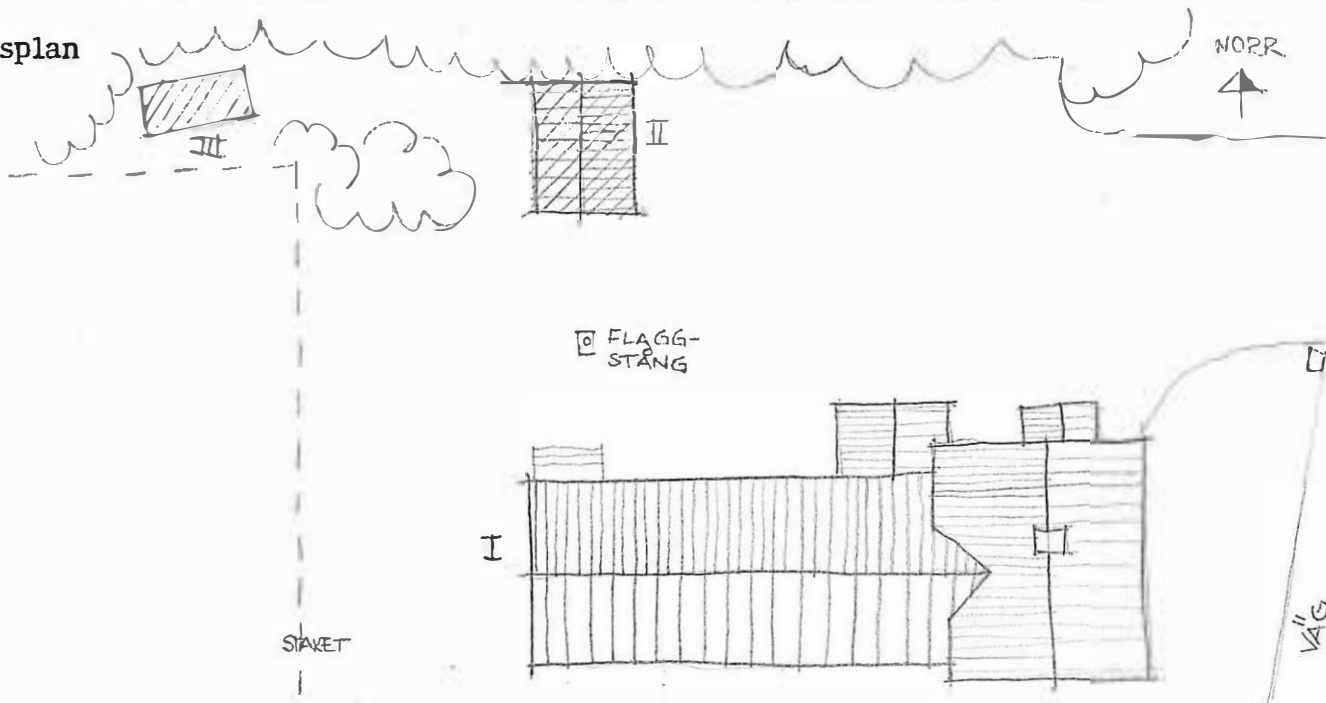 splan
NORR
III
II
FLAGG-
STÅNG
I
STAKET
VÄG